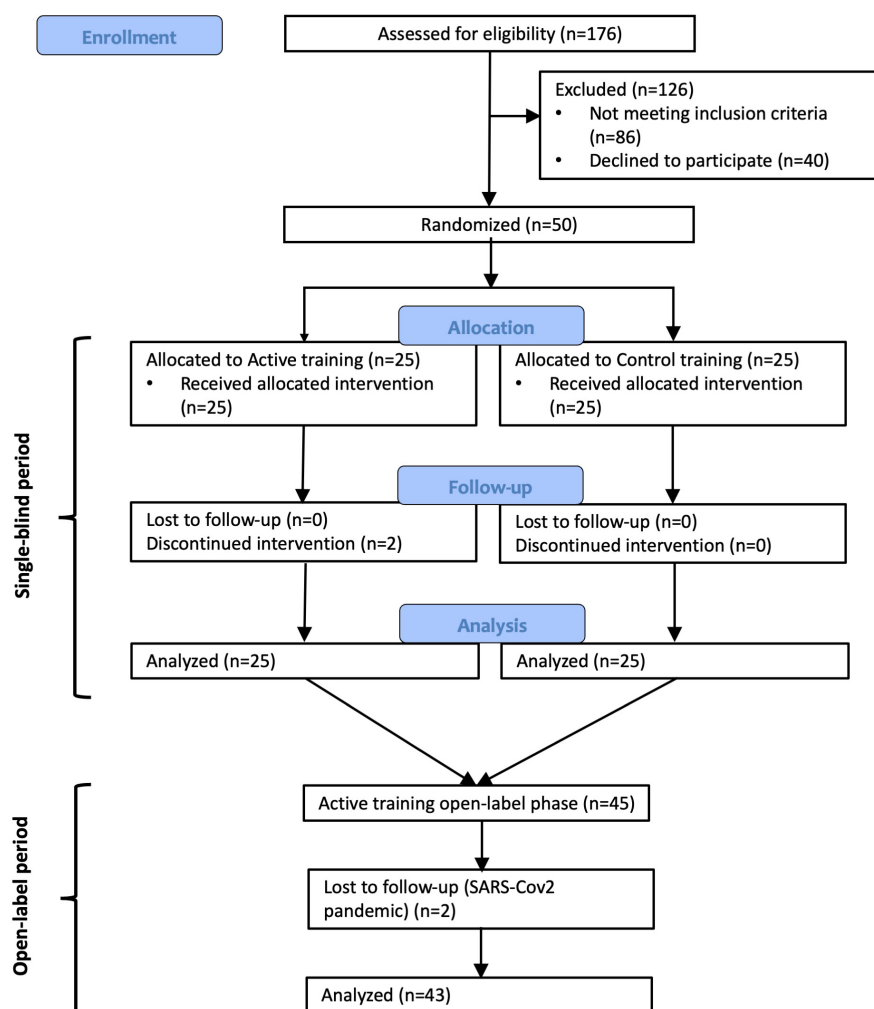 Enrollment
Assessed for eligibility (n=176)
Excluded (n=126)
• Not meeting inclusion criteria
(n=86)
• Declined to participate (n=40)
Randomized (n=50)
Allocation
Single-blind period
Allocated to Active training (n=25)
• Received allocated intervention
(n=25)
Allocated to Control training (n=25)
• Received allocated intervention
(n=25)
Follow-up
Lost to follow-up (n=0)
Discontinued intervention (n=2)
Lost to follow-up (n=0)
Discontinued intervention (n=0)
Analysis
Analyzed (n=25)
Analyzed (n=25)
Open-label period
Active training open-label phase (n=45)
Lost to follow-up (SARS-Cov2
pandemic) (n=2)
Analyzed (n=43)